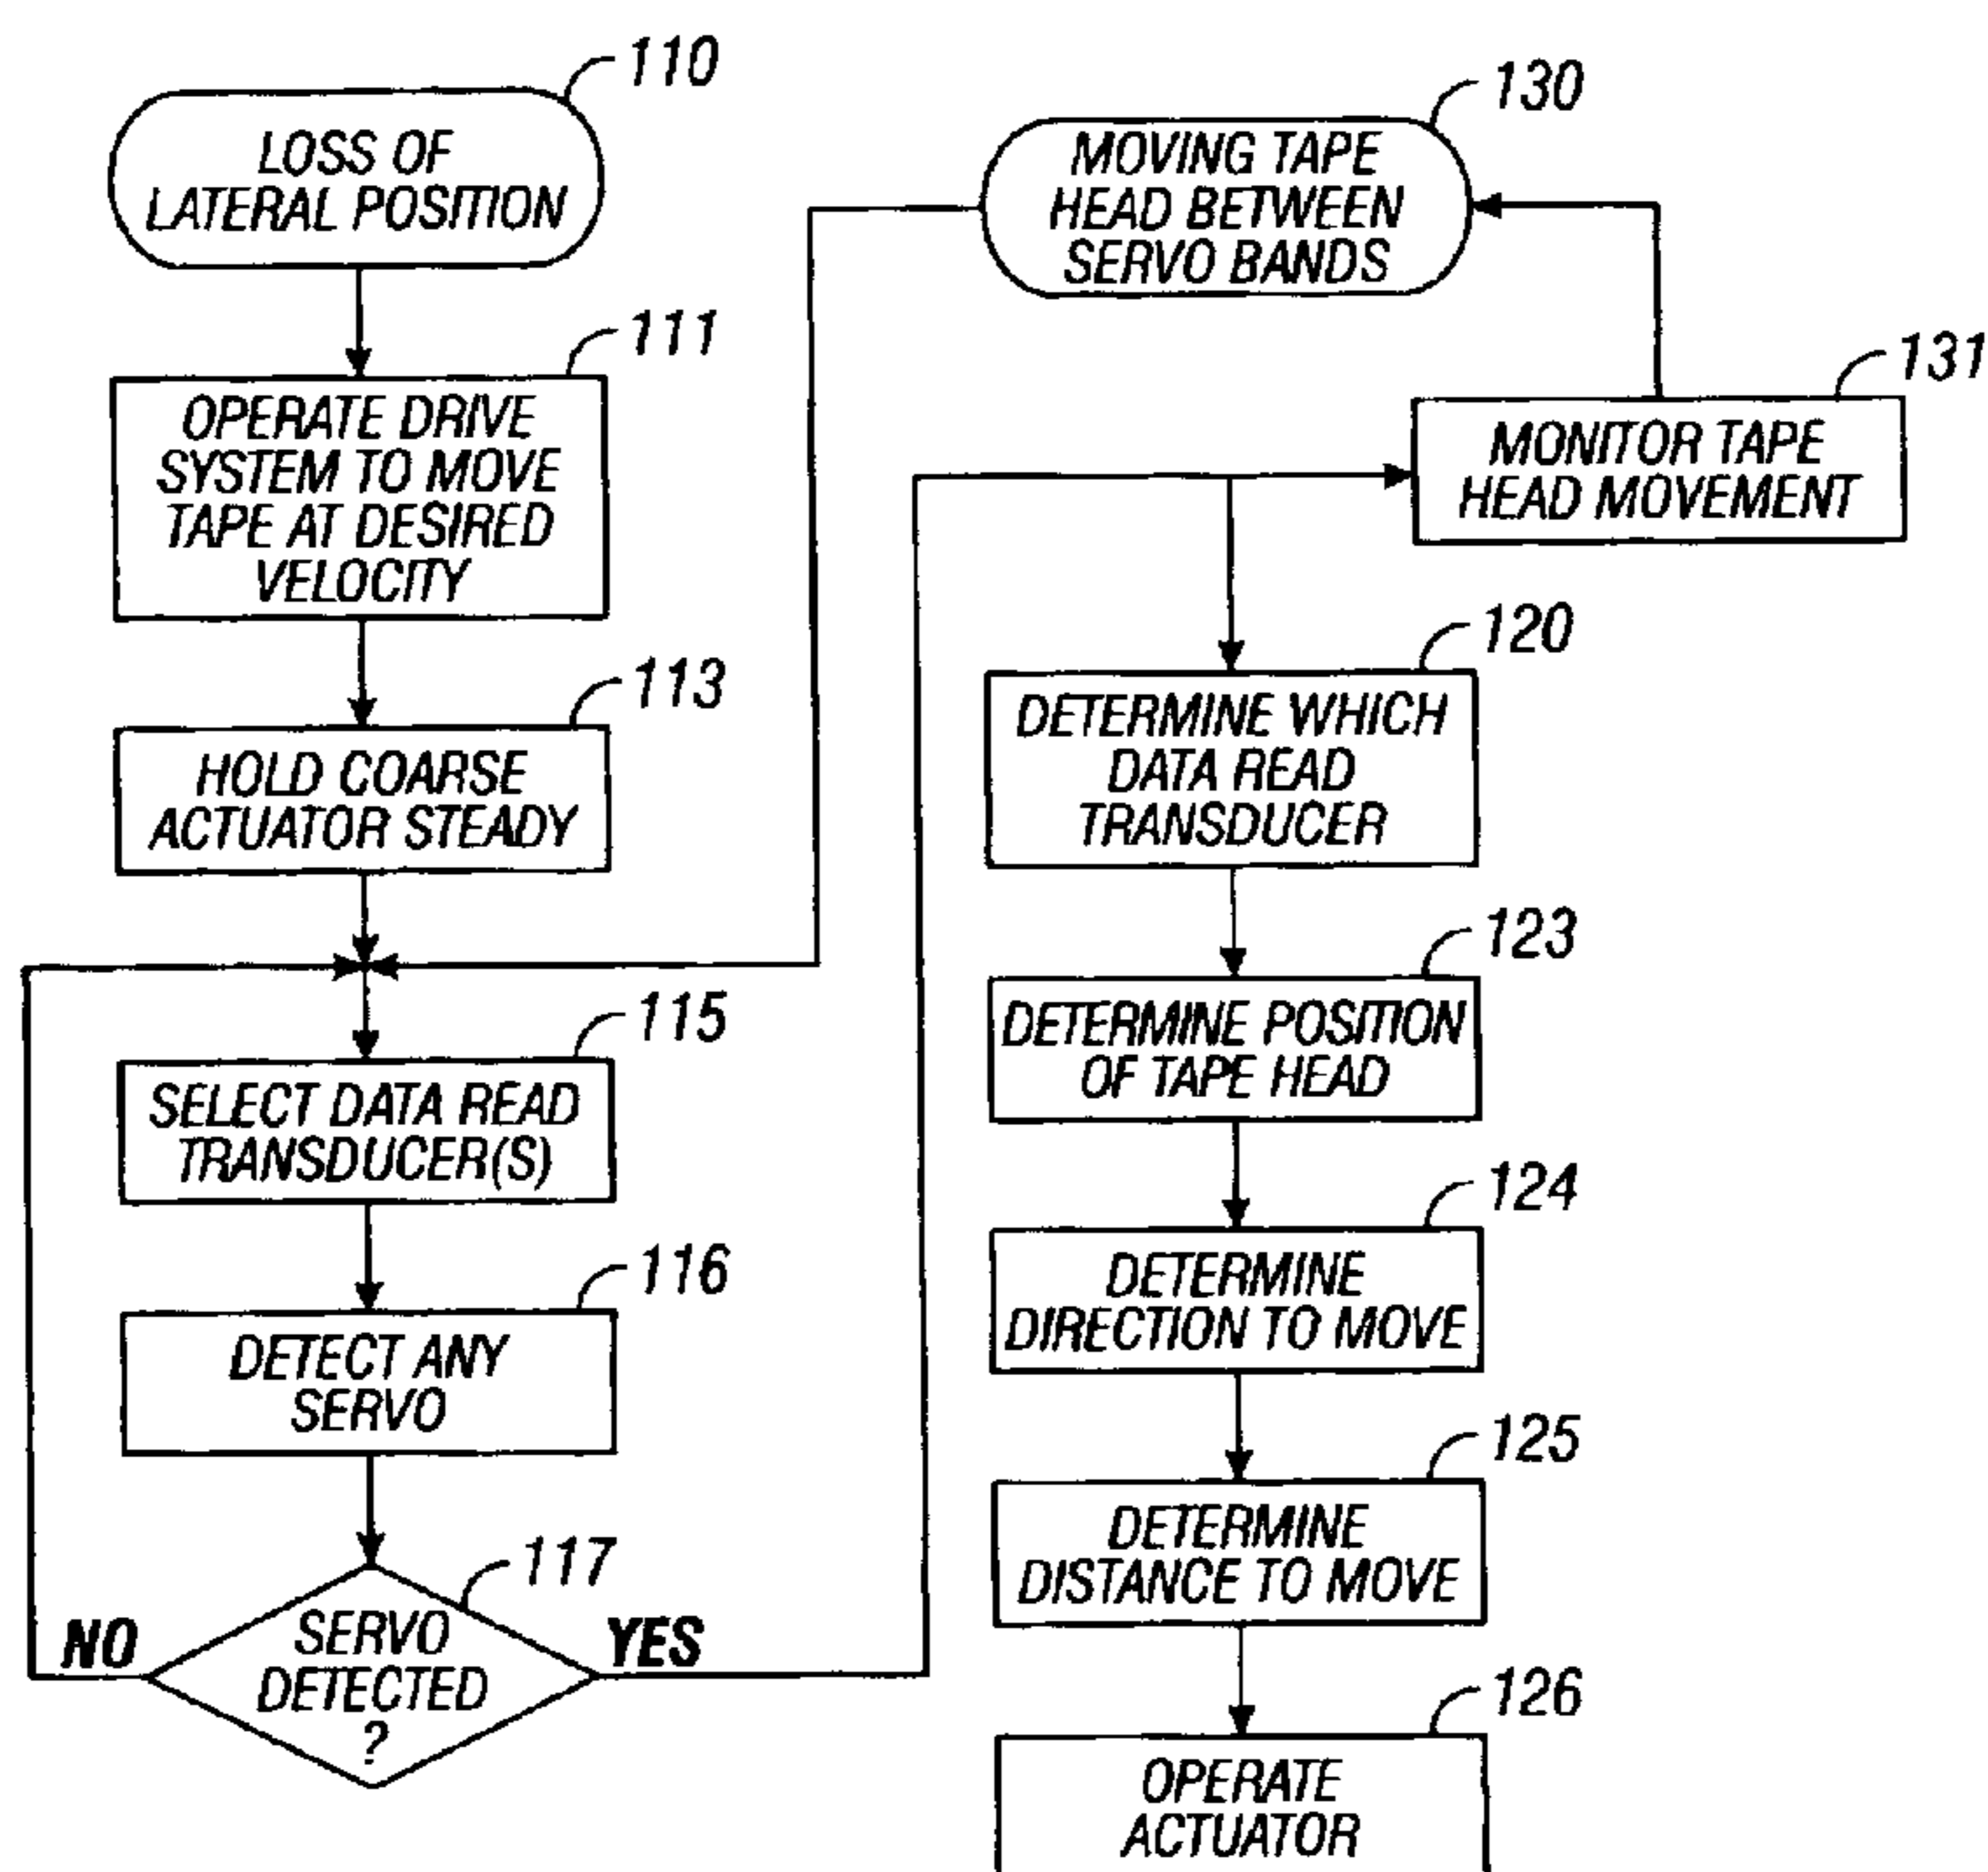 110
LOSS OF
LATERAL POSITION
111
OPERATE DRIVE
SYSTEM TO MOVE
TAPE AT DESIRED
VELOCITY
113
HOLD COARSE
ACTUATOR STEADY
115
SELECT DATA READ
TRANSDUCER(S)
116
DETECT ANY
SERVO
117
SERVO
DETECTED
?
NO
YES
130
MOVING TAPE
HEAD BETWEEN
SERVO BANDS
131
MONITOR TAPE
HEAD MOVEMENT
120
DETERMINE WHICH
DATA READ
TRANSDUCER
123
DETERMINE POSITION
OF TAPE HEAD
124
DETERMINE
DIRECTION TO MOVE
125
DETERMINE
DISTANCE TO MOVE
126
OPERATE
ACTUATOR